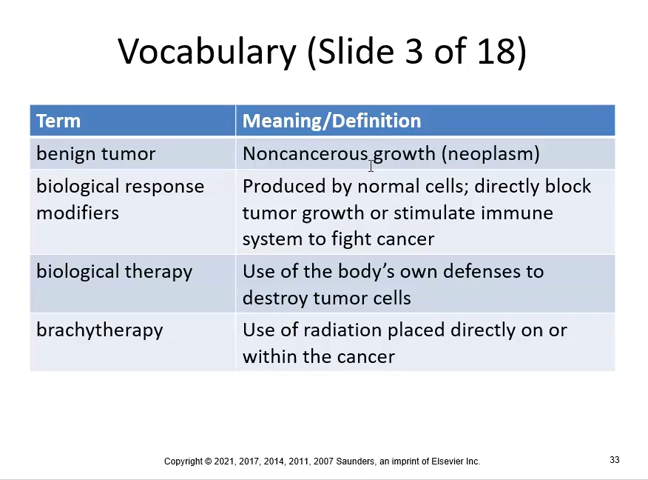 Vocabulary (Slide 3 of 18)
Term Meaning/Definition
benign tumor Noncancerous growth (neoplasm)
biological response modifiers
Produced by normal cells; directly block
tumor growth or stimulate immune
system to fight cancer
biological therapy
Use of the body's own defenses to
destroy tumor cells
brachytherapy
Use of radiation placed directly on or
within the cancer
Copyright © 2021, 2017, 2014, 2011, 2007 Saunders, an imprint of Elsevier Inc.
33